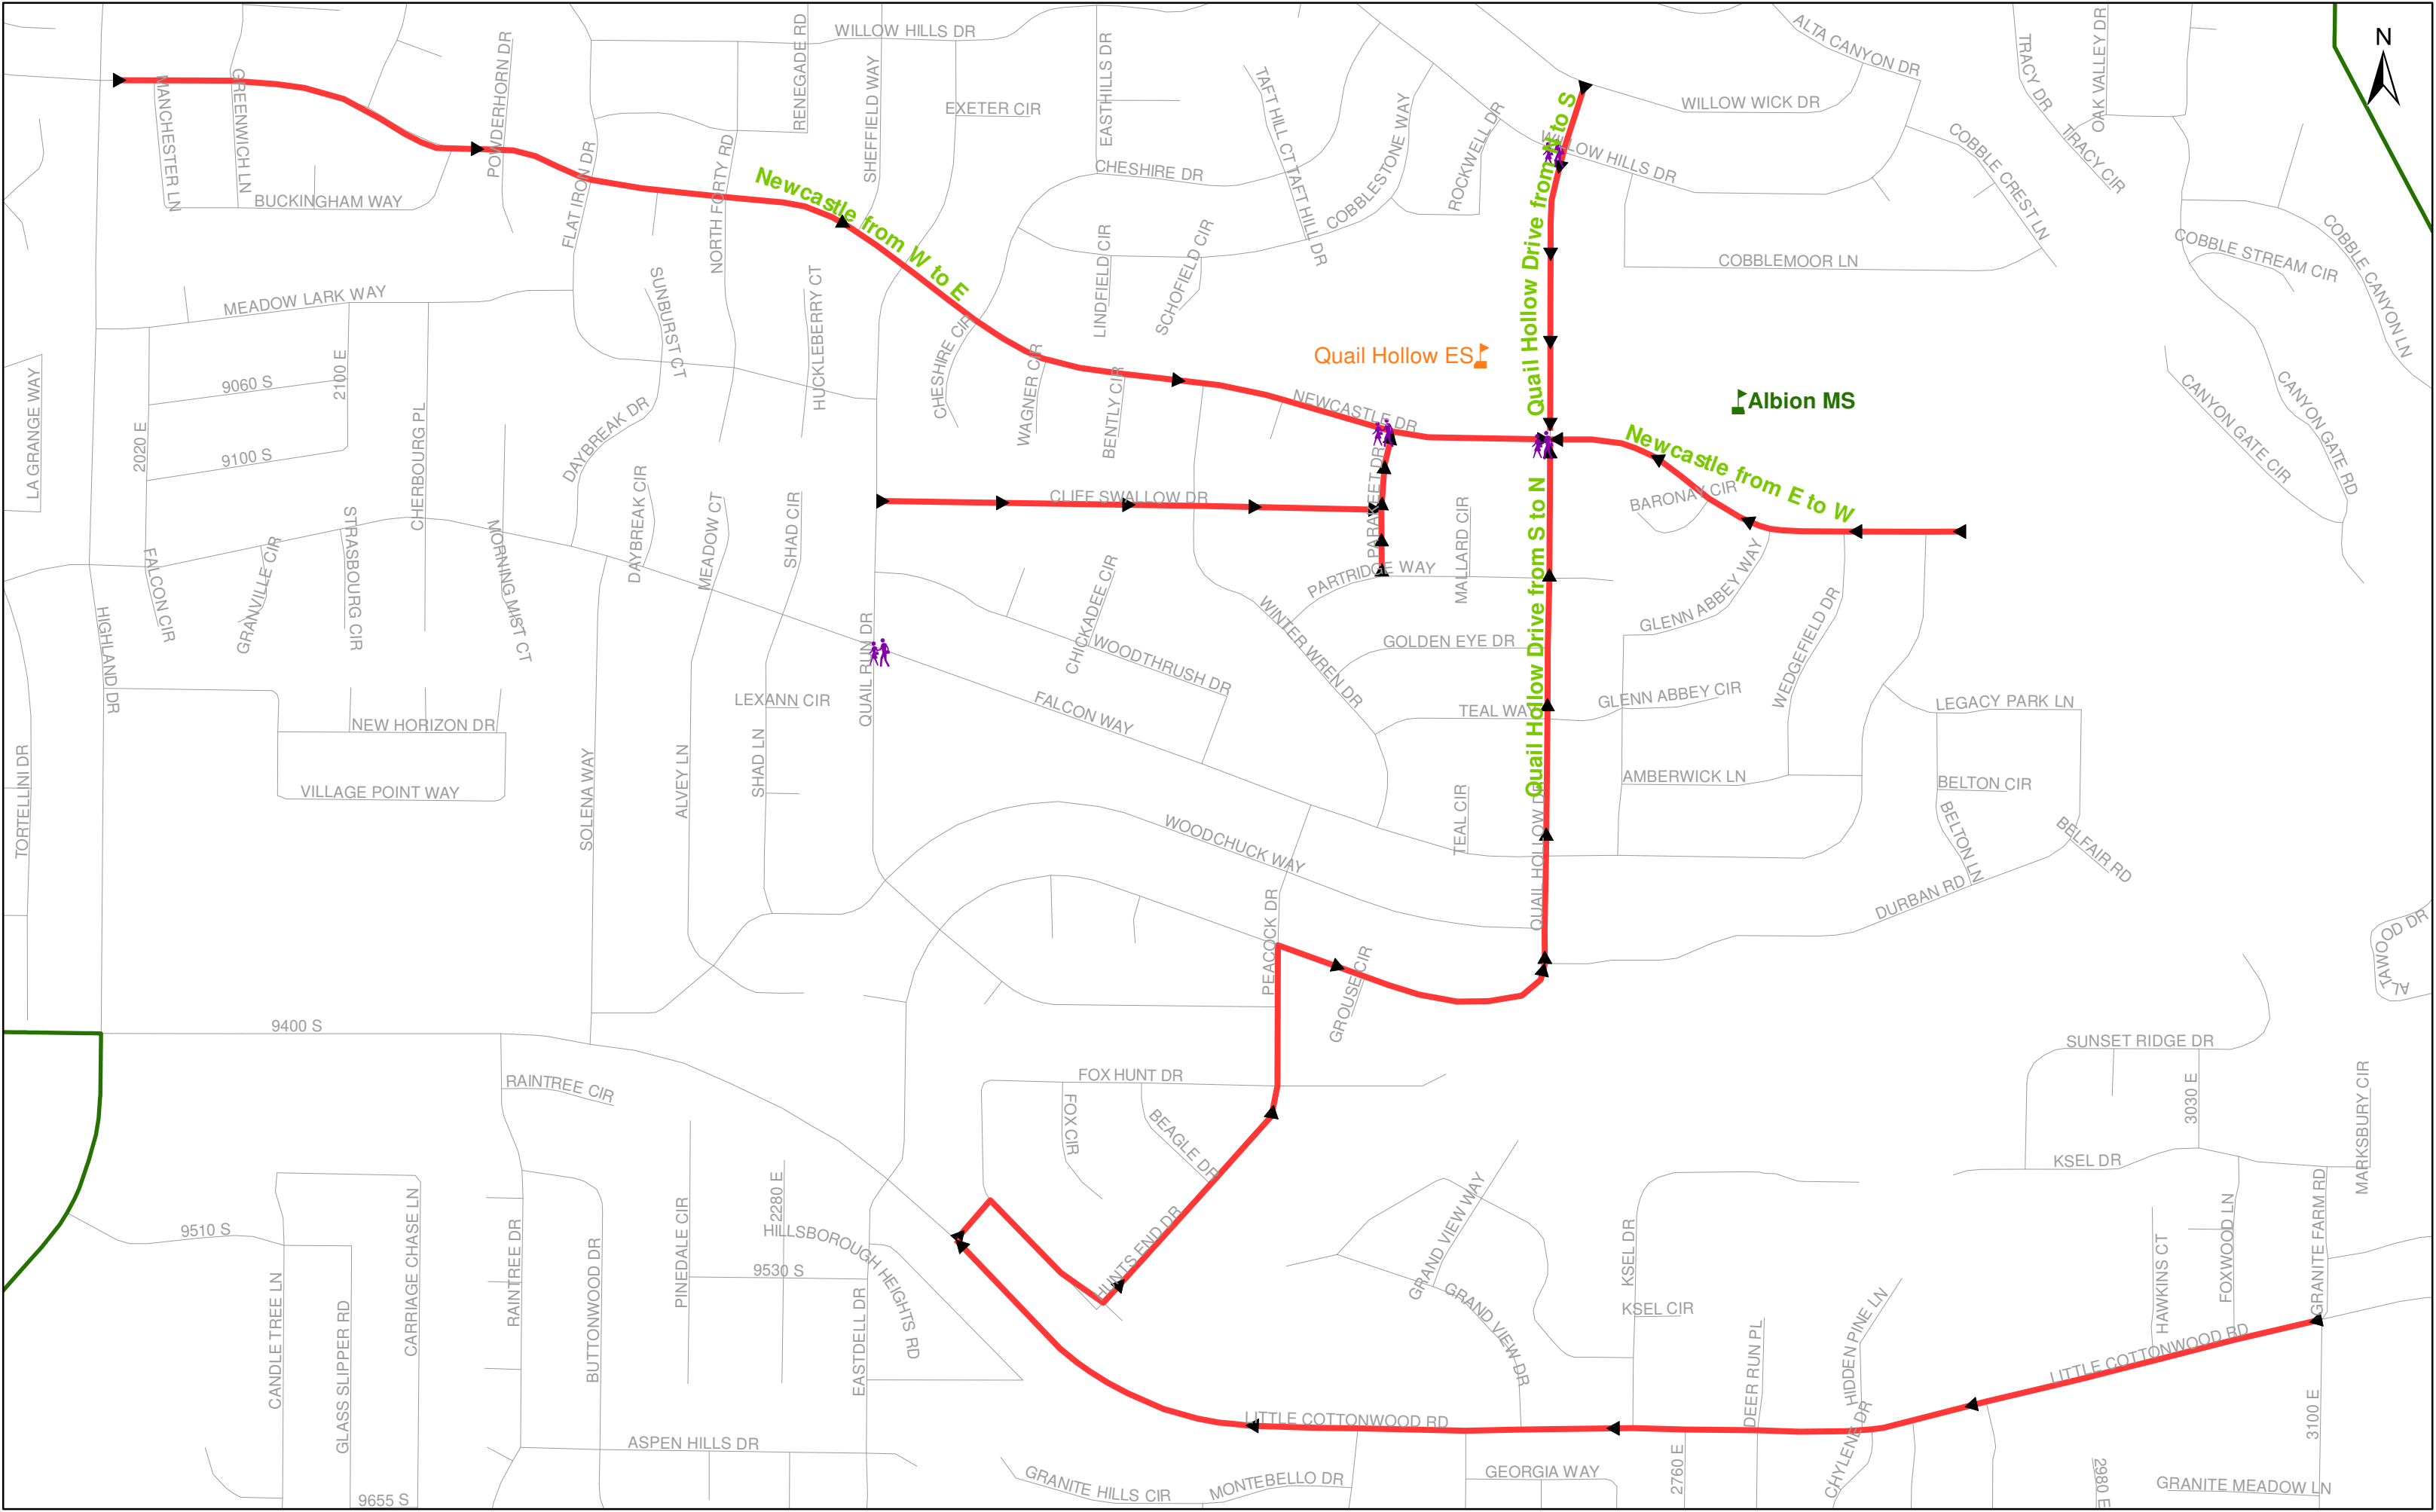 N
WILLOW HILLS DR
ALTA CANYON DR
RENEGADE RD
POWDERHORN DR
EASTHILLS DR
TRACY DR
OAK VALLEY DR
MANCHESTER LN
GREENWICH LN
SHEFFIELD WAY
EXETER CIR
TAFT HILL CT
TAFT HILL DR
COBBLESTONE WAY
ROCKWELL DR
WILLOW WICK DR
Quail Hollow Drive from N to S
WILLOW HILLS DR
COBBLE CREST LN
TRACY CIR
BUCKINGHAM WAY
FLAT IRON DR
NORTH FORTY RD
Newcastle from W to E
CHESHIRE DR
LINDFIELD CIR
SCHOFIELD CIR
COBBLEMOOR LN
COBBLE STREAM CIR
COBBLE CANYON LN
MEADOW LARK WAY
SUNBURST CT
HUCKLEBERRY CT
CHESHIRE CIR
WAGNER CIR
BENTLY CIR
Quail Hollow ES
Albion MS
LA GRANGE WAY
9060 S
2100 E
2020 E
9100 S
CHERBOURG PL
DAYBREAK DR
NEWCASTLE DR
Newcastle from E to W
CANYON GATE CIR
CANYON GATE RD
CLIFF SWALLOW DR
PARAKEET DR
MALLARD CIR
BARONAY CIR
FALCON CIR
GRANVILLE CIR
STRASBOURG CIR
MORNING MIST CT
DAYBREAK CIR
MEADOW CT
SHAD CIR
PARTRIDGE WAY
Quail Hollow Drive from S to N
GLENN ABBEY WAY
WEDGEFIELD DR
HIGHLAND DR
QUAIL RUN DR
CHICKADEE CIR
WOODTHRUSH DR
WINTER WREN DR
GOLDEN EYE DR
LEXANN CIR
FALCON WAY
TEAL WAY
GLENN ABBEY CIR
LEGACY PARK LN
NEW HORIZON DR
VILLAGE POINT WAY
TORTELLINI DR
SOLENA WAY
ALVEY LN
SHAD LN
WOODCHUCK WAY
TEAL CIR
QUAIL HOLLOW DR
AMBERWICK LN
BELTON CIR
BELTON LN
BELFAIR RD
DURBAN RD
PEACOCK DR
GROUSE CIR
ALTAWOOD DR
9400 S
RAINTREE CIR
FOX HUNT DR
FOX CIR
BEAGLE DR
SUNSET RIDGE DR
3030 E
KSEL DR
MARKSBURY CIR
9510 S
CARRIAGE CHASE LN
RAINTREE DR
BUTTONWOOD DR
PINEDALE CIR
2280 E
HILLSBOROUGH HEIGHTS RD
9530 S
EASTDELL DR
HUNTS END DR
GRAND VIEW WAY
GRAND VIEW DR
KSEL DR
KSEL CIR
DEER RUN PL
HIDDEN PINE LN
HAWKINS CT
FOXWOOD LN
GRANITE FARM RD
CANDLE TREE LN
GLASS SLIPPER RD
LITTLE COTTONWOOD RD
LITTLE COTTONWOOD RD
ASPEN HILLS DR
9655 S
GRANITE HILLS CIR
MONTEBELLO DR
GEORGIA WAY
2760 E
CHYLENE DR
2980 E
GRANITE MEADOW LN
3100 E